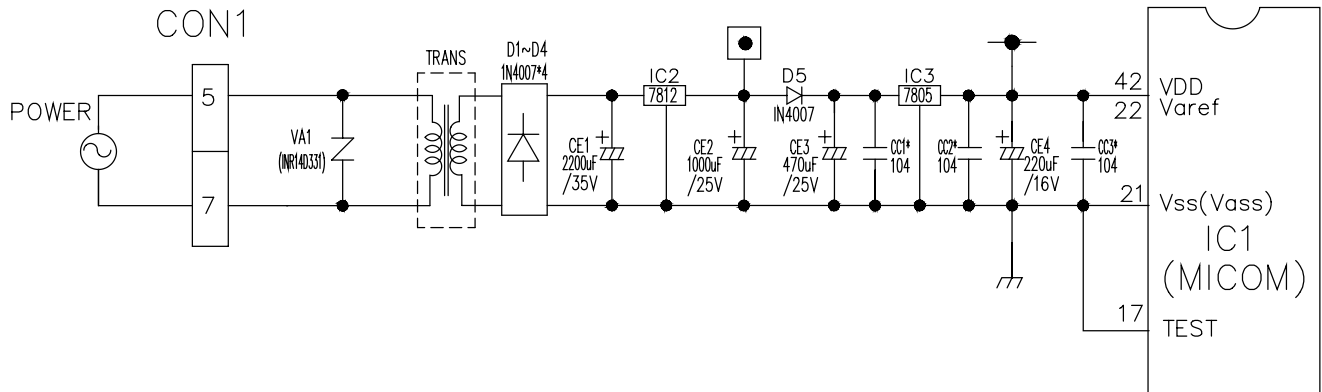 CON1
POWER
5
7
VA1
(INR14D331)
TRANS
D1~D4
1N4007*4
CE1
2200uF
/35V
IC2
7812
CE2
1000uF
/25V
D5
IN4007
CE3
470uF
/25V
CC1*
104
IC3
7805
CC2*
104
CE4
220uF
/16V
CC3*
104
42
22
21
17
VDD
Varef
Vss(Vass)
IC1
(MICOM)
TEST